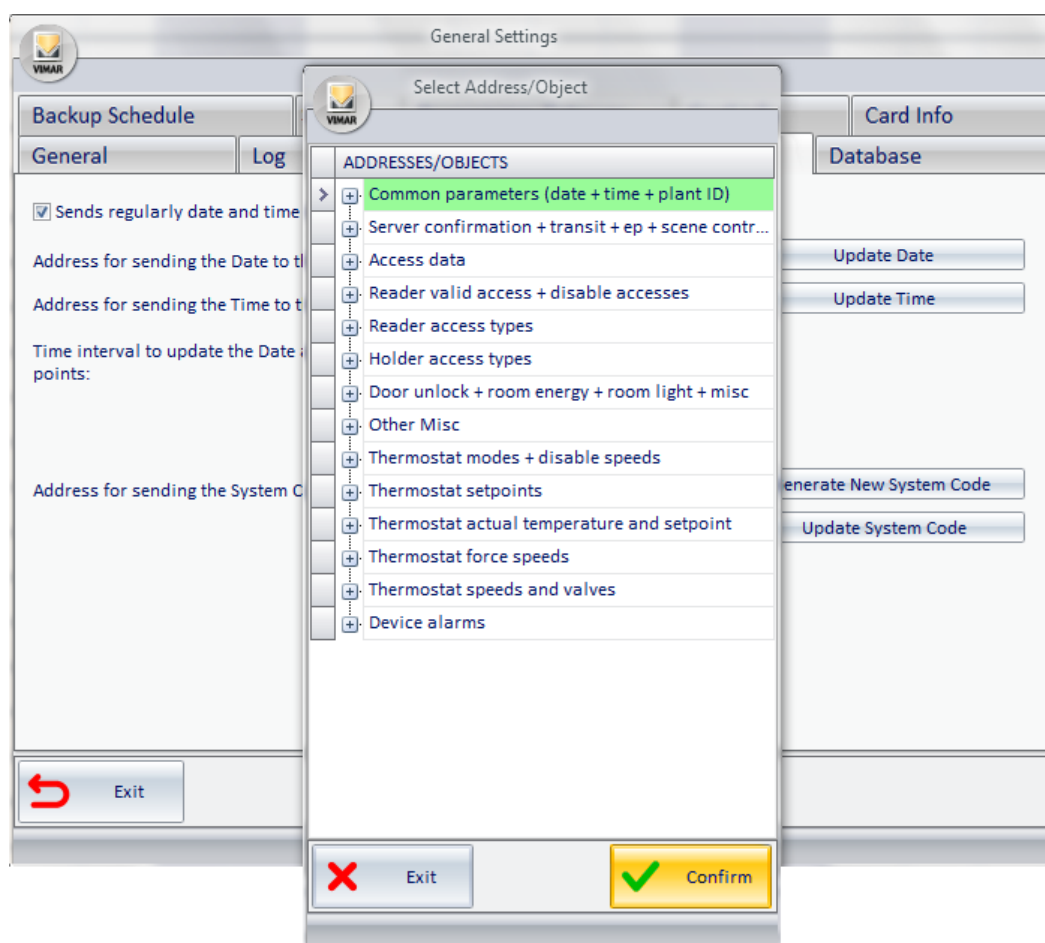 General Settings
VIMAR
Select Address/Object
VIMAR
Backup Schedule
Card Info
General
Log
Database
ADDRESSES/OBJECTS
Common parameters (date + time + plant ID)
Sends regularly date and time
Server confirmation + transit + ep + scene contr...
Address for sending the Date to
Update Date
Access data
Reader valid access + disable accesses
Address for sending the Time to
Update Time
Reader access types
Time interval to update the Date
points:
Holder access types
Door unlock + room energy + room light + misc
Other Misc
Thermostat modes + disable speeds
Address for sending the System
New System Code
Thermostat setpoints
Thermostat actual temperature and setpoint
Update System Code
Thermostat force speeds
Thermostat speeds and valves
Device alarms
Exit
Exit
Confirm